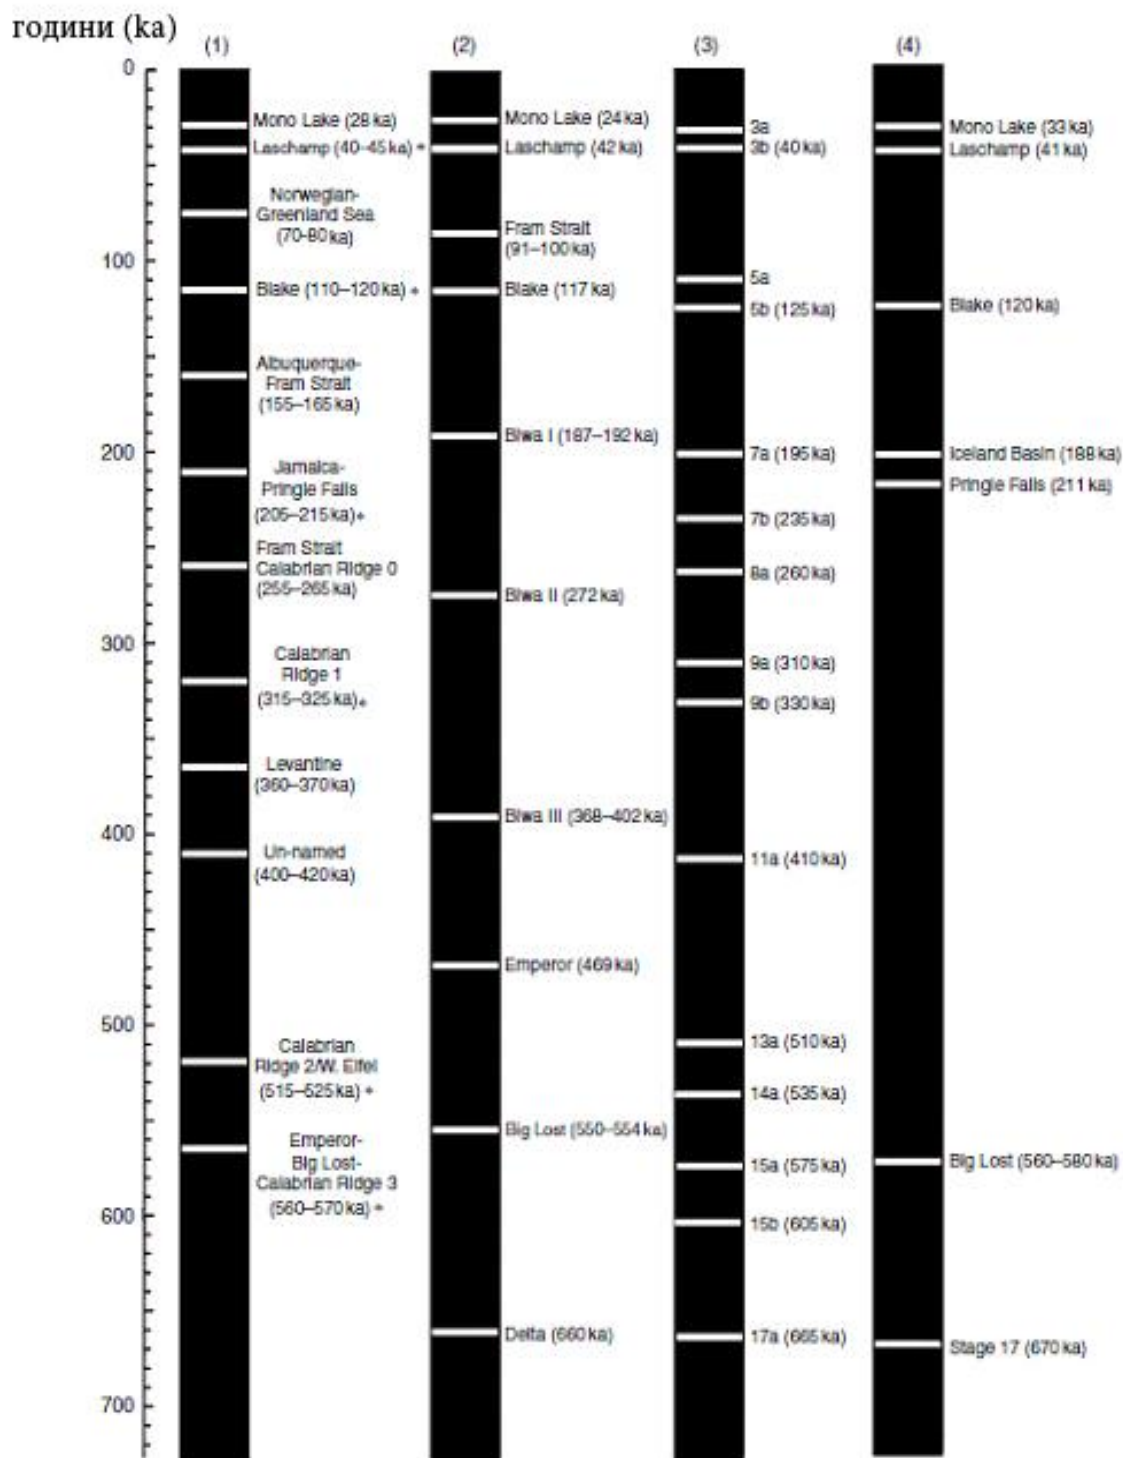 години (ka)
(1)
(2)
(3)
(4)
0
100
200
300
400
500
600
700
Mono Lake (28 ka)
Laschamp (40–45 ka) *
Norwegian-
Greenland Sea
(70-80 ka)
Blake (110–120 ka) *
Albuquerque-
Fram Strait
(155–165 ka)
Jamaica-
Pringle Falls
(205–215 ka)*
Fram Strait
Calabrian Ridge 0
(255–265 ka)
Calabrian
Ridge 1
(315–325 ka)*
Levantine
(360–370 ka)
Un-named
(400–420 ka)
Calabrian
Ridge 2/W. Eifel
(515–525 ka) *
Emperor-
Big Lost-
Calabrian Ridge 3
(560–570 ka) *
Mono Lake (24 ka)
Laschamp (42 ka)
Fram Strait
(91–100 ka)
Blake (117 ka)
Biwa I (187–192 ka)
Biwa II (272 ka)
Biwa III (368–402 ka)
Emperor (469 ka)
Big Lost (550–554 ka)
Delta (660 ka)
3a
3b (40 ka)
5a
5b (125 ka)
7a (195 ka)
7b (235 ka)
8a (260 ka)
9a (310 ka)
9b (330 ka)
11a (410 ka)
13a (510 ka)
14a (535 ka)
15a (575 ka)
15b (605 ka)
17a (665 ka)
Mono Lake (33 ka)
Laschamp (41 ka)
Blake (120 ka)
Iceland Basin (188 ka)
Pringle Falls (211 ka)
Big Lost (560–580 ka)
Stage 17 (670 ka)